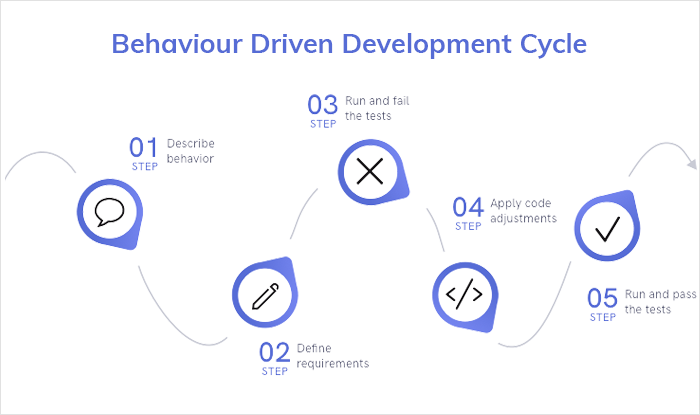 Behaviour Driven Development Cycle
01
STEP
Describe
behavior
02
STEP
Define
requirements
03
STEP
Run and fail
the tests
04
STEP
Apply code
adjustments
05
STEP
Run and pass
the tests